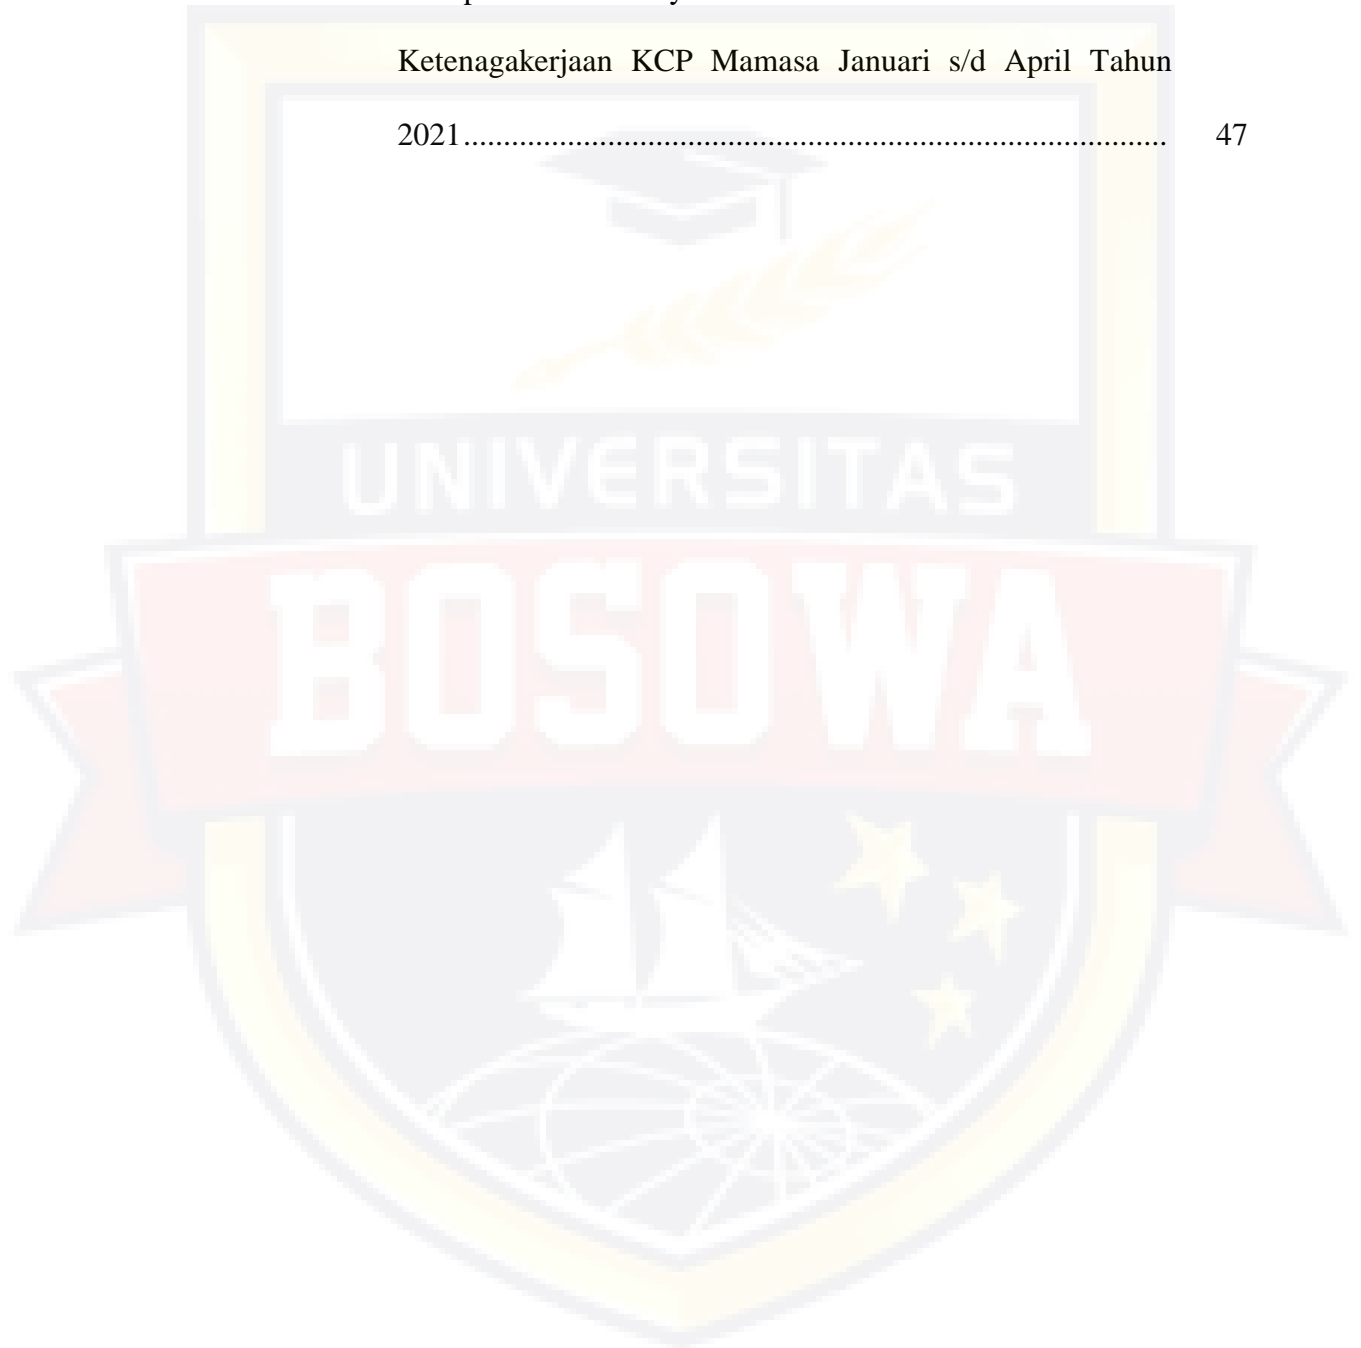 Ketenagakerjaan KCP Mamasa Januari s/d April Tahun
2021........................................................................................ 47
UNIVERSITAS
BOSOWA